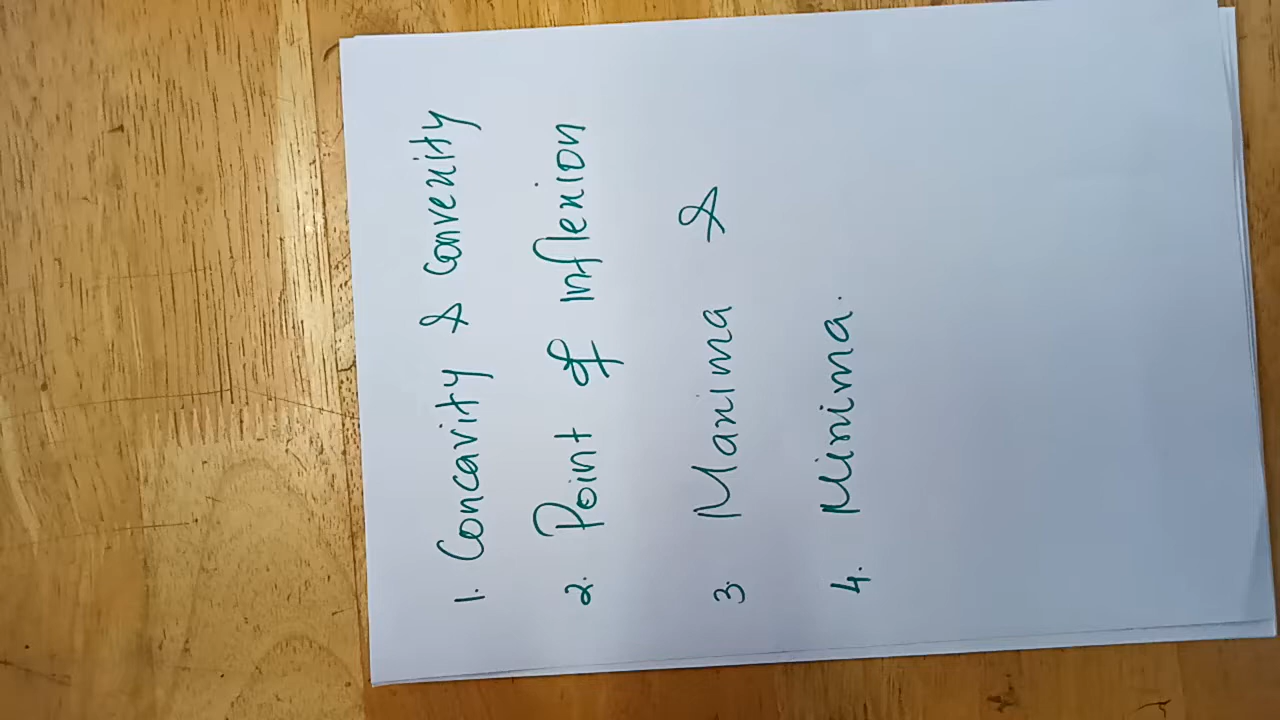 1. Concavity & Convexity
2. Point of inflexion
3. Maxima &
4. Minima.